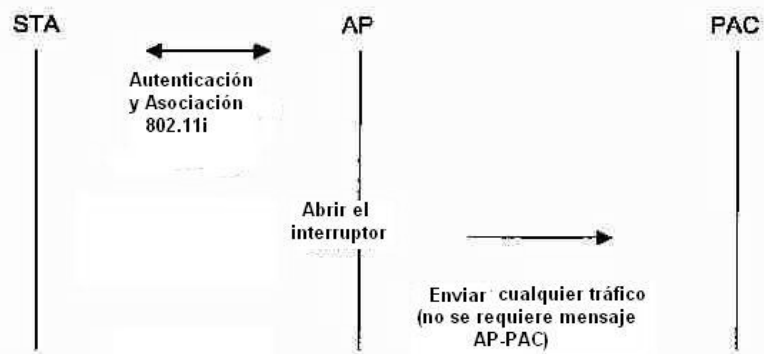 STA
AP
PAC
Autenticación
y Asociación
802.11i
Abrir el
interruptor
Enviar cualquier tráfico
(no se requiere mensaje
AP-PAC)